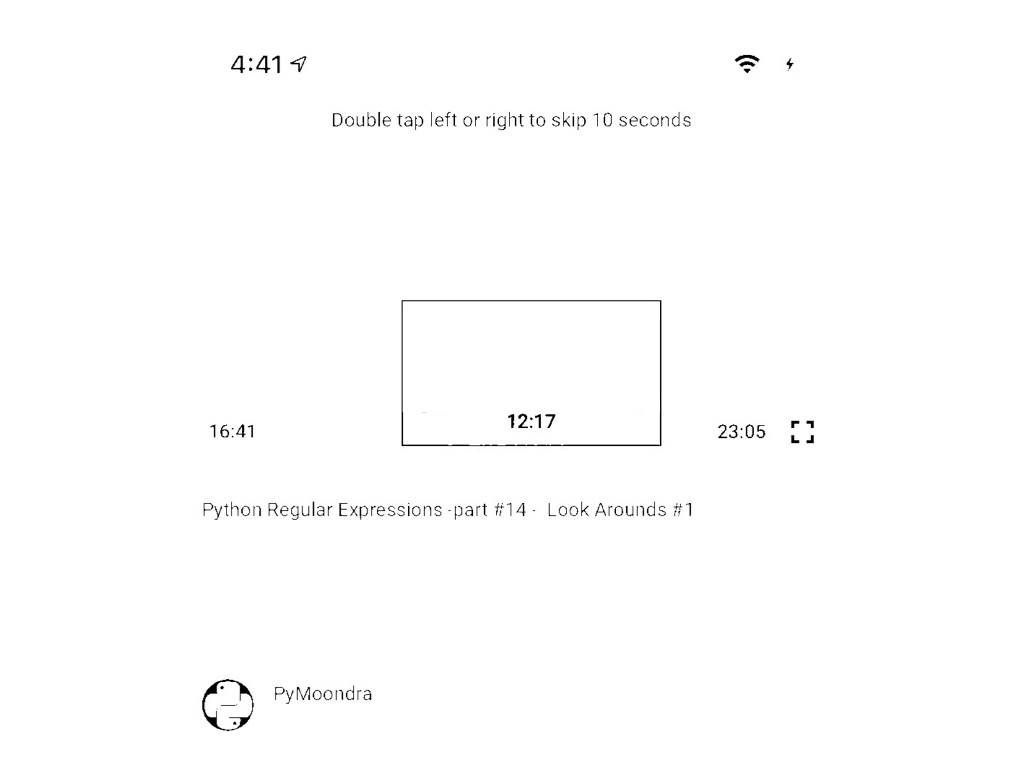 4:41
Double tap left or right to skip 10 seconds
12:17
16:41
23:05
Python Regular Expressions -part #14 - Look Arounds #1
PyMoondra